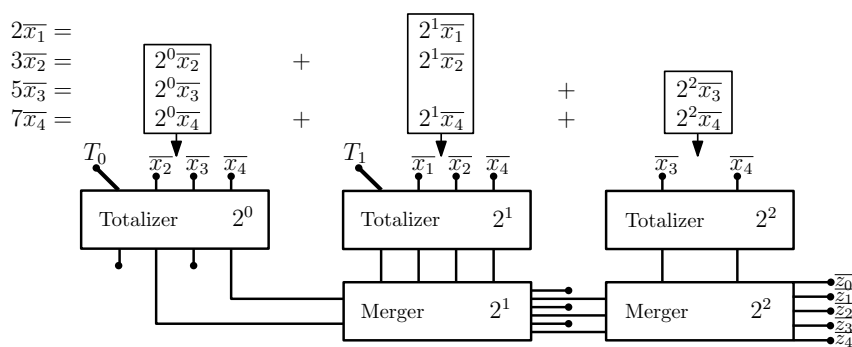 2x̅₁ = 2¹x̅₁
3x̅₂ = 2⁰x̅₂ + 2¹x̅₂
5x̅₃ = 2⁰x̅₃ + 2²x̅₃
7x̅₄ = 2⁰x̅₄ + 2¹x̅₄ + 2²x̅₄
T₀ x̅₂ x̅₃ x̅₄ T₁ x̅₁ x̅₂ x̅₄ x̅₃ x̅₄
Totalizer 2⁰ Totalizer 2¹ Totalizer 2²
Merger 2¹ Merger 2²
z̅₀
z̅₁
z̅₂
z̅₃
z̅₄